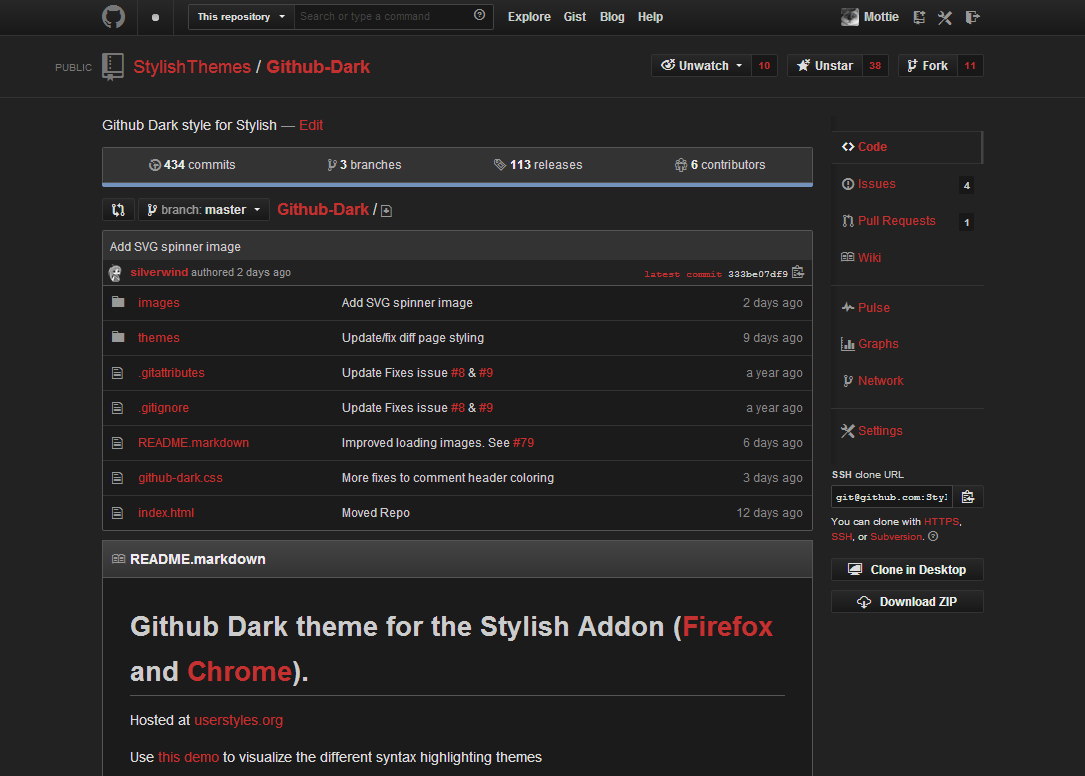 This repository Search or type a command Explore Gist Blog Help Mottie
PUBLIC StylishThemes / Github-Dark Unwatch 10 Unstar 38 Fork 11
Github Dark style for Stylish — Edit
434 commits 3 branches 113 releases 6 contributors
branch: master Github-Dark /
Add SVG spinner image
silverwind authored 2 days ago latest commit 333be07df9
images Add SVG spinner image 2 days ago
themes Update/fix diff page styling 9 days ago
.gitattributes Update Fixes issue #8 & #9 a year ago
.gitignore Update Fixes issue #8 & #9 a year ago
README.markdown Improved loading images. See #79 6 days ago
github-dark.css More fixes to comment header coloring 3 days ago
index.html Moved Repo 12 days ago
README.markdown
Github Dark theme for the Stylish Addon (Firefox
and Chrome).
Hosted at userstyles.org
Use this demo to visualize the different syntax highlighting themes
Code
Issues 4
Pull Requests 1
Wiki
Pulse
Graphs
Network
Settings
SSH clone URL
git@github.com:Styl
You can clone with HTTPS,
SSH, or Subversion.
Clone in Desktop
Download ZIP